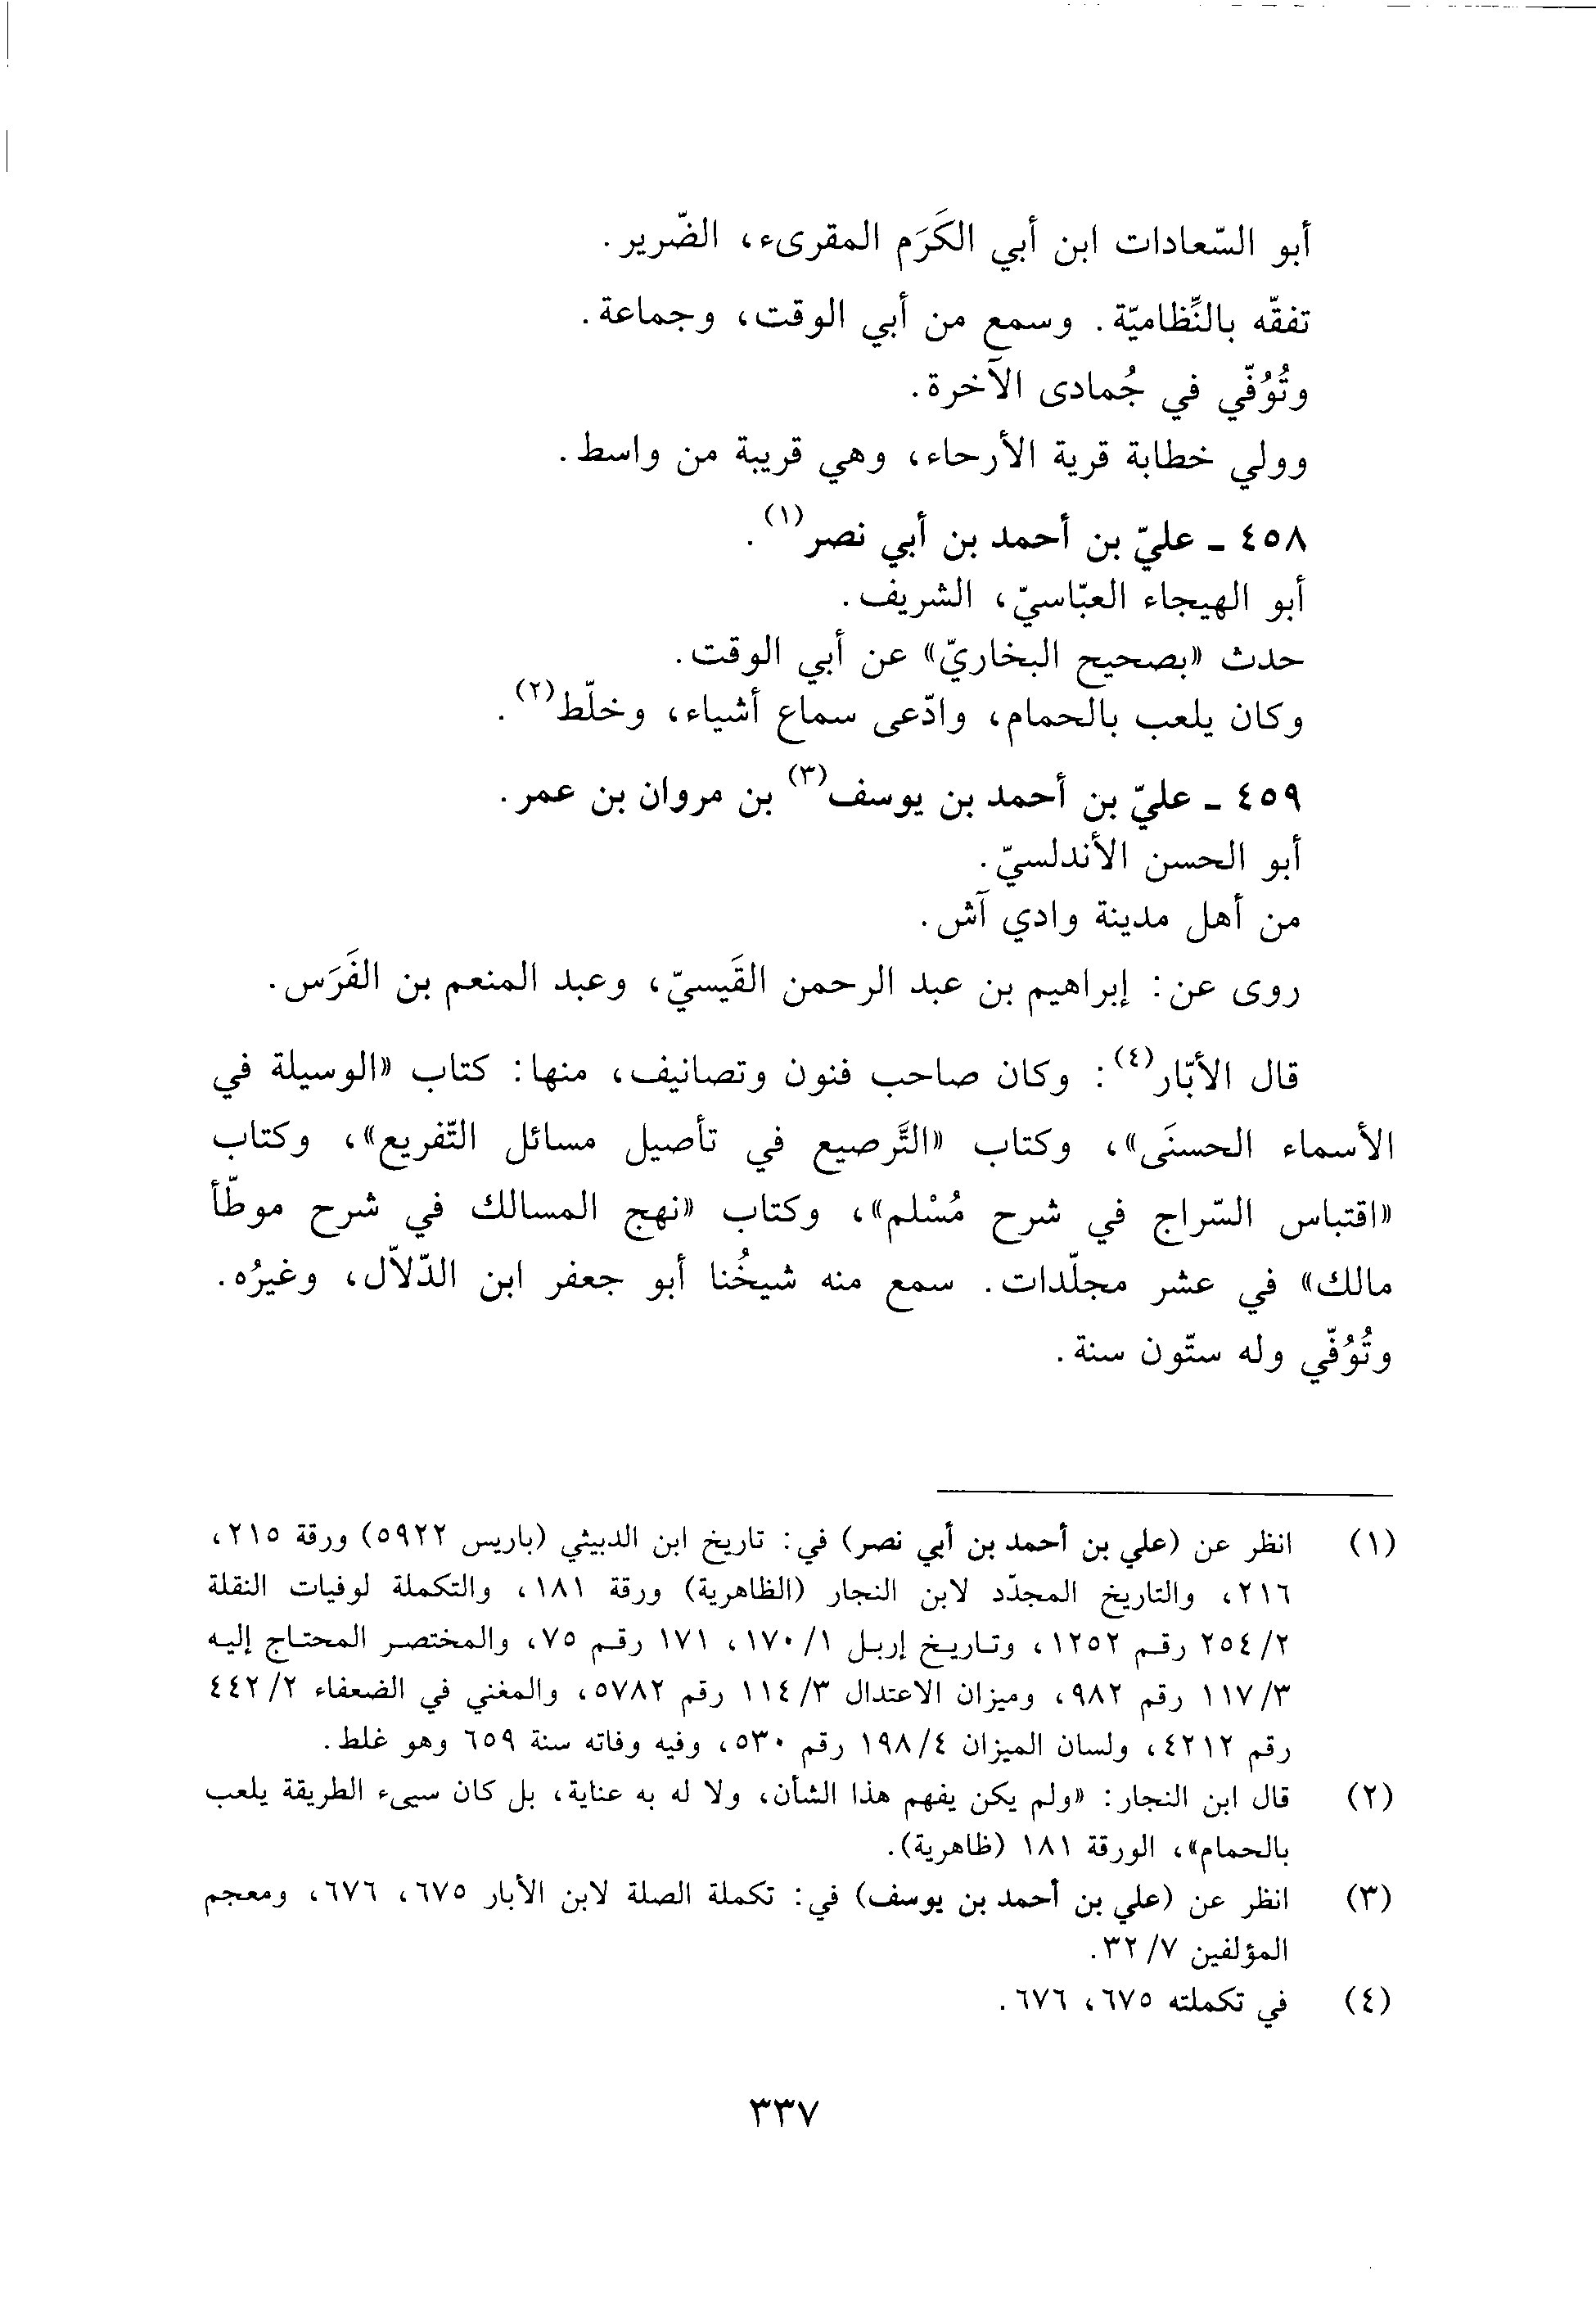 أبو السّعادات ابن أبي الكَرَم المقرىء، الضّرير.
تفقّه بالنِّظاميّة. وسمع من أبي الوقت، وجماعة.
وتُوُفّي في جُمادى الآخرة.
وولي خطابة قرية الأرحاء، وهي قريبة من واسط.
٤٥٨ ـ عليّ بن أحمد بن أبي نصر(١).
أبو الهيجاء العبّاسيّ، الشريف.
حدث «بصحيح البخاريّ» عن أبي الوقت.
وكان يلعب بالحمام، وادّعى سماع أشياء، وخلّط(٢).
٤٥٩ ـ عليّ بن أحمد بن يوسف(٣) بن مروان بن عمر.
أبو الحسن الأندلسيّ.
من أهل مدينة وادي آش.
روى عن: إبراهيم بن عبد الرحمن القَيسيّ، وعبد المنعم بن الفَرَس.
قال الأبّار(٤): وكان صاحب فنون وتصانيف، منها: كتاب «الوسيلة في
الأسماء الحسنَى»، وكتاب «التَّرصيع في تأصيل مسائل التّفريع»، وكتاب
«اقتباس السّراج في شرح مُسْلم»، وكتاب «نهج المسالك في شرح موطّأ
مالك» في عشر مجلّدات. سمع منه شيخُنا أبو جعفر ابن الدّلاّل، وغيرُه.
وتُوُفّي وله ستّون سنة.
(١) انظر عن (علي بن أحمد بن أبي نصر) في: تاريخ ابن الدبيثي (باريس ٥٩٢٢) ورقة ٢١٥،
٢١٦، والتاريخ المجدّد لابن النجار (الظاهرية) ورقة ١٨١، والتكملة لوفيات النقلة
٢/ ٢٥٤ رقم ١٢٥٢، وتاريخ إربل ١/ ١٧٠، ١٧١ رقم ٧٥، والمختصر المحتاج إليه
٣/ ١١٧ رقم ٩٨٢، وميزان الاعتدال ٣/ ١١٤ رقم ٥٧٨٢، والمغني في الضعفاء ٢/ ٤٤٢
رقم ٤٢١٢، ولسان الميزان ٤/ ١٩٨ رقم ٥٣٠، وفيه وفاته سنة ٦٥٩ وهو غلط.
(٢) قال ابن النجار: «ولم يكن يفهم هذا الشأن، ولا له به عناية، بل كان سيىء الطريقة يلعب
بالحمام»، الورقة ١٨١ (ظاهرية).
(٣) انظر عن (علي بن أحمد بن يوسف) في: تكملة الصلة لابن الأبار ٦٧٥، ٦٧٦، ومعجم
المؤلفين ٧/ ٣٢.
(٤) في تكملته ٦٧٥، ٦٧٦.
٣٣٧